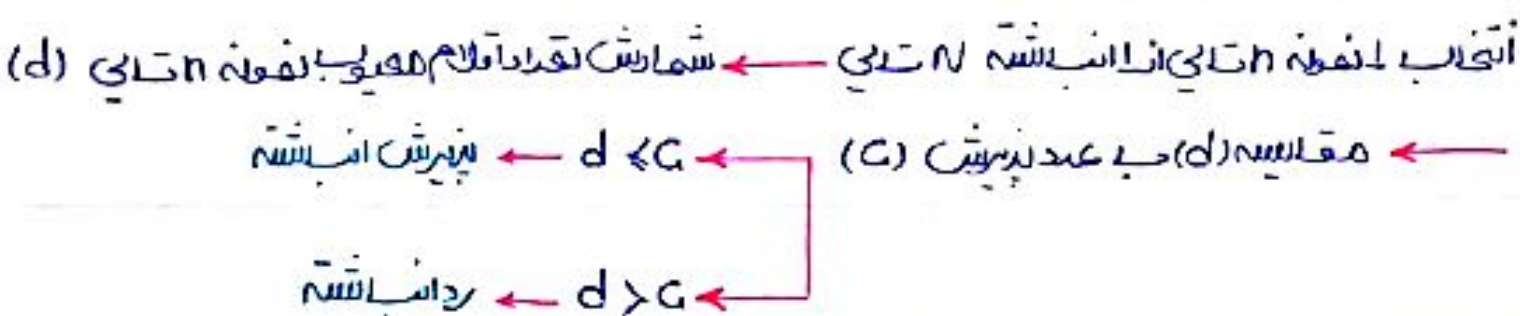 انتخاب 1 نمونه n تایی از انباشته N تایی ← شمارش تعداد اقلام معیوب نمونه n تایی (d)
← مقایسه (d) با عدد پذیرش (C)
d ≤ C ← پذیرش انباشته
d > C ← رد انباشته